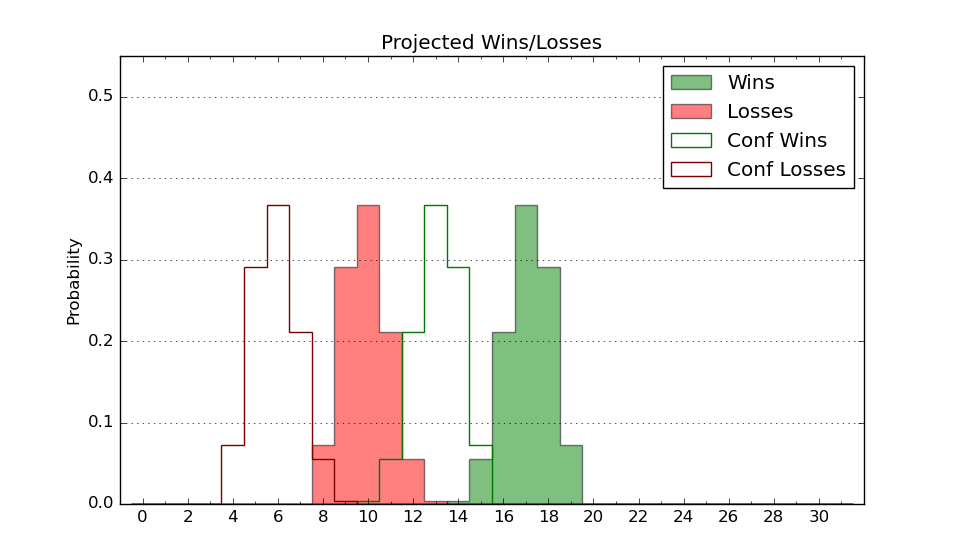 Projected Wins/Losses
Wins
Losses
Conf Wins
Conf Losses
Probability
0.5
0.4
0.3
0.2
0.1
0.0
0 2 4 6 8 10 12 14 16 18 20 22 24 26 28 30